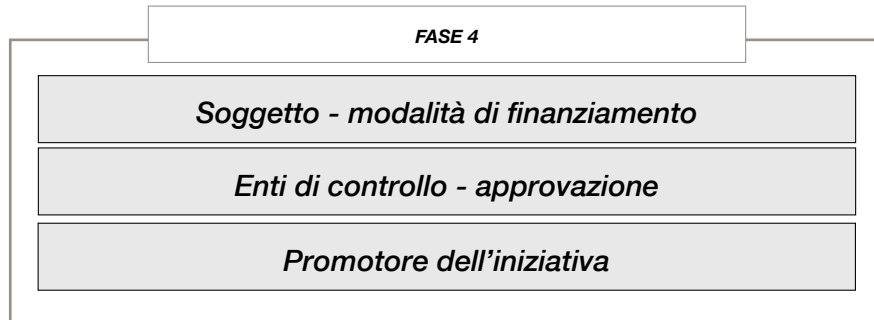 FASE 4
Soggetto - modalità di finanziamento
Enti di controllo - approvazione
Promotore dell’iniziativa